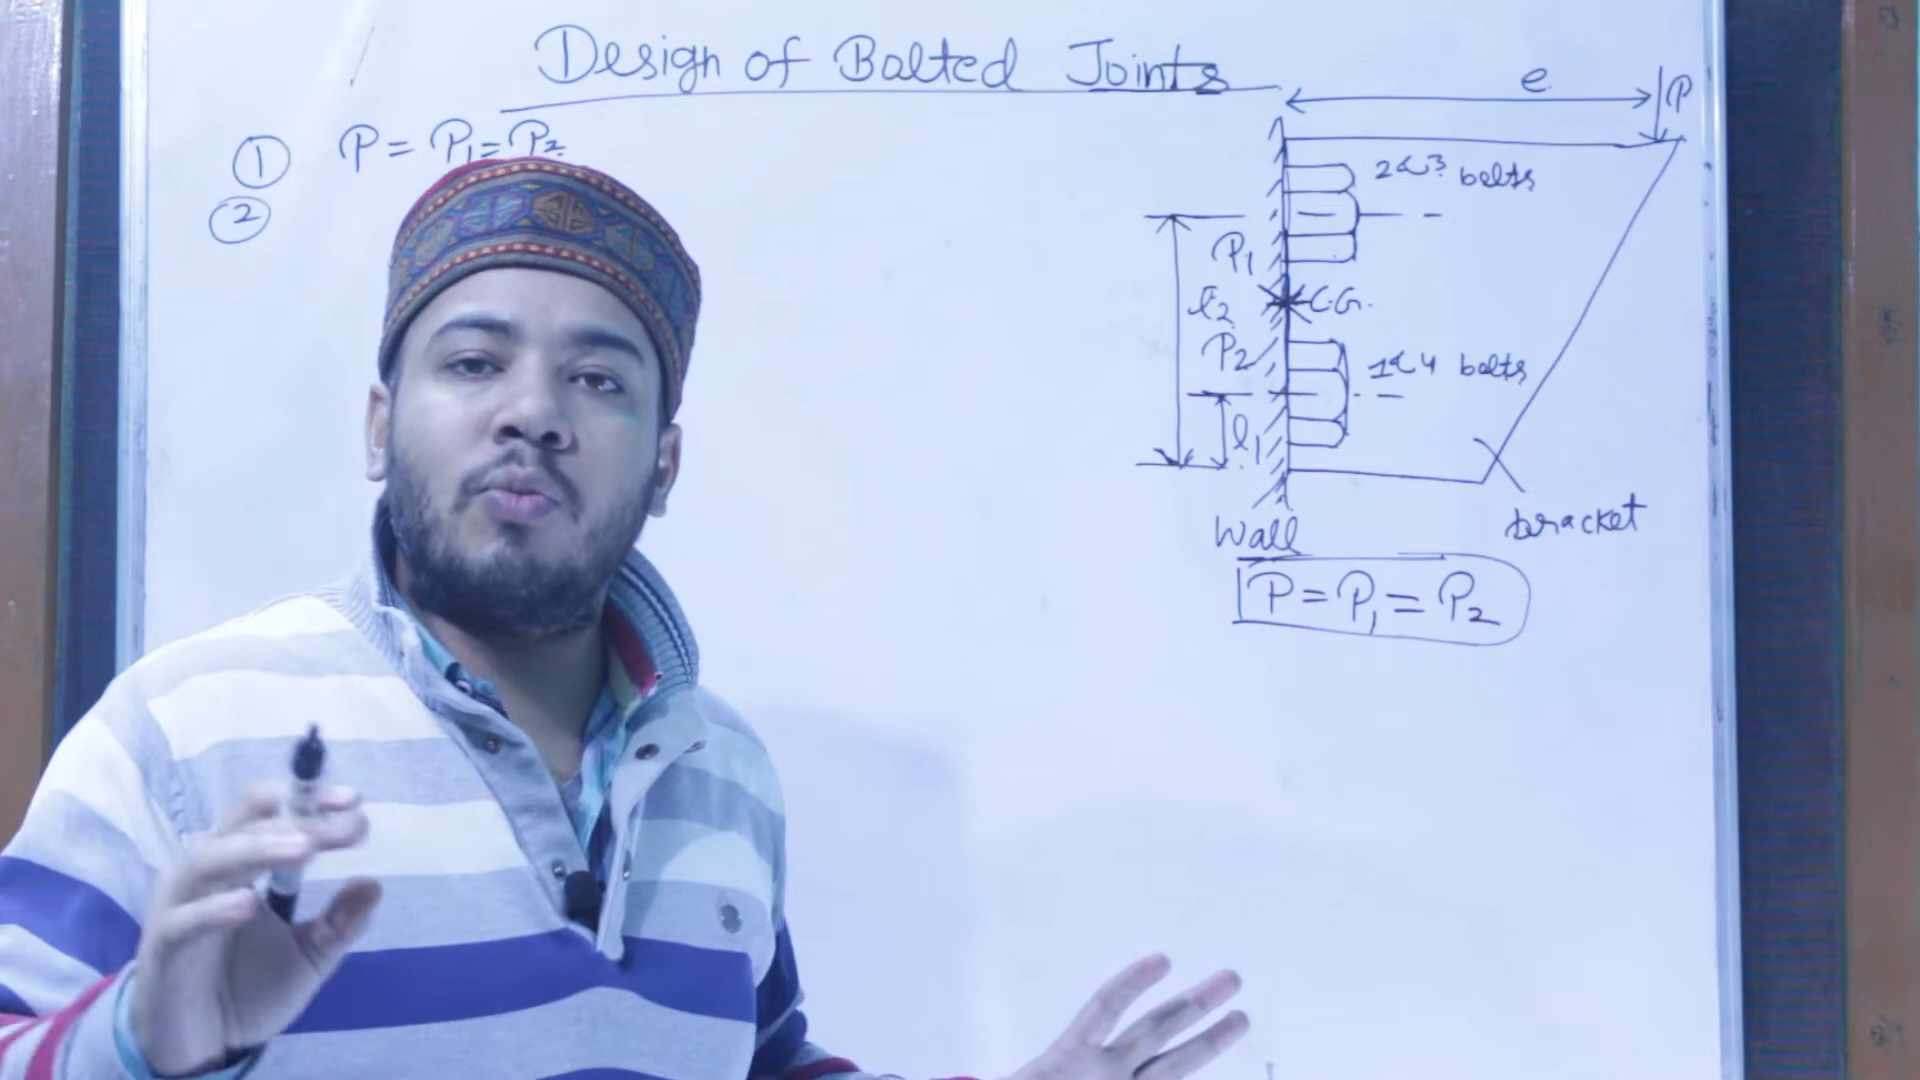 Design of Bolted Joints
① P = P1 = P2
②
e
P
2&3 bolts
P1
l2
C.G.
P2
1&4 bolts
l1
Wall
bracket
P = P1 = P2